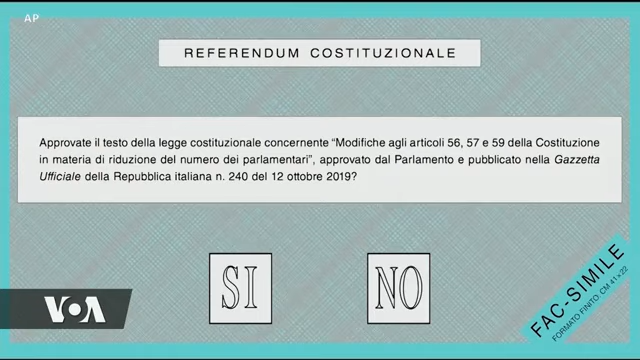 AP
REFERENDUM COSTITUZIONALE
Approvate il testo della legge costituzionale concernente “Modifiche agli articoli 56, 57 e 59 della Costituzione
in materia di riduzione del numero dei parlamentari”, approvato dal Parlamento e pubblicato nella Gazzetta
Ufficiale della Repubblica italiana n. 240 del 12 ottobre 2019?
SI
NO
FAC-SIMILE
FORMATO FINITO CM 41×22
VOA